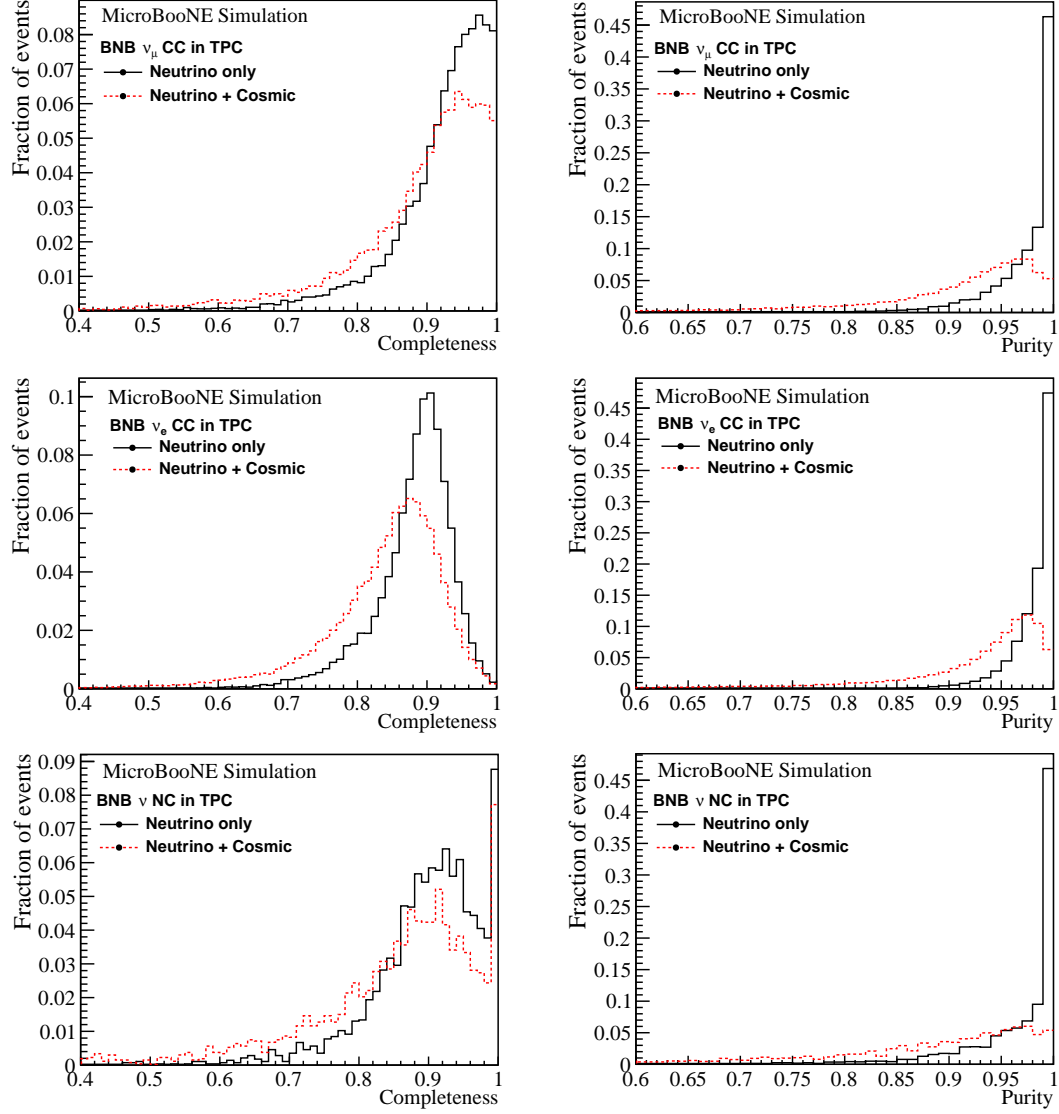 MicroBooNE Simulation
BNB νμ CC in TPC
Neutrino only
Neutrino + Cosmic
Fraction of events
0.08
0.06
0.04
0.02
0
0.4 0.5 0.6 0.7 0.8 0.9 1
Completeness
MicroBooNE Simulation
BNB νμ CC in TPC
Neutrino only
Neutrino + Cosmic
Fraction of events
0.45
0.4
0.35
0.3
0.25
0.2
0.15
0.1
0.05
0
0.6 0.65 0.7 0.75 0.8 0.85 0.9 0.95 1
Purity
MicroBooNE Simulation
BNB νe CC in TPC
Neutrino only
Neutrino + Cosmic
Fraction of events
0.1
0.08
0.06
0.04
0.02
0
0.4 0.5 0.6 0.7 0.8 0.9 1
Completeness
MicroBooNE Simulation
BNB νe CC in TPC
Neutrino only
Neutrino + Cosmic
Fraction of events
0.45
0.4
0.35
0.3
0.25
0.2
0.15
0.1
0.05
0
0.6 0.65 0.7 0.75 0.8 0.85 0.9 0.95 1
Purity
MicroBooNE Simulation
BNB ν NC in TPC
Neutrino only
Neutrino + Cosmic
Fraction of events
0.09
0.08
0.07
0.06
0.05
0.04
0.03
0.02
0.01
0
0.4 0.5 0.6 0.7 0.8 0.9 1
Completeness
MicroBooNE Simulation
BNB ν NC in TPC
Neutrino only
Neutrino + Cosmic
Fraction of events
0.45
0.4
0.35
0.3
0.25
0.2
0.15
0.1
0.05
0
0.6 0.65 0.7 0.75 0.8 0.85 0.9 0.95 1
Purity